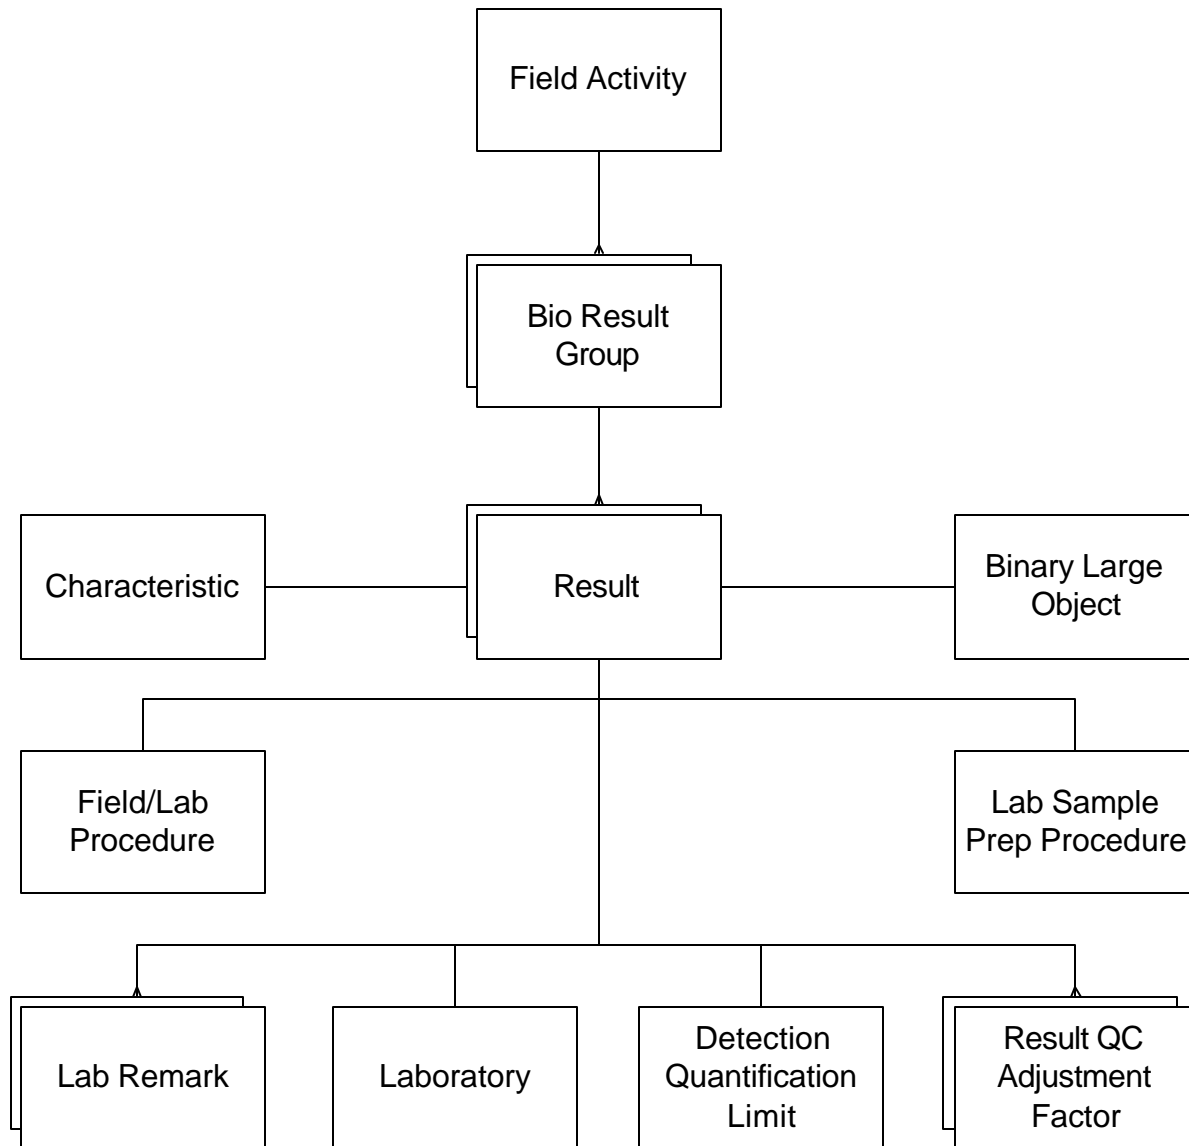 Field Activity
Bio Result
Group
Characteristic
Result
Binary Large
Object
Field/Lab
Procedure
Lab Sample
Prep Procedure
Lab Remark
Laboratory
Detection
Quantification
Limit
Result QC
Adjustment
Factor